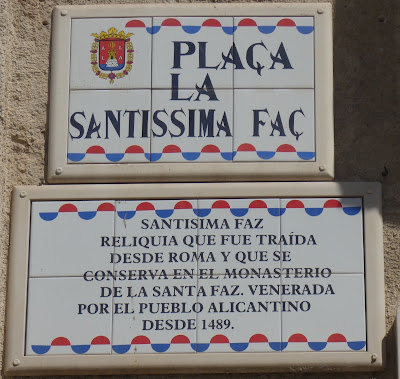 PLAÇA
LA
SANTISSIMA FAÇ
SANTISIMA FAZ
RELIQUIA QUE FUE TRAÍDA
DESDE ROMA Y QUE SE
CONSERVA EN EL MONASTERIO
DE LA SANTA FAZ. VENERADA
POR EL PUEBLO ALICANTINO
DESDE 1489.